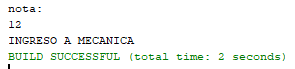 nota:
12
INGRESO A MECANICA
BUILD SUCCESSFUL (total time: 2 seconds)